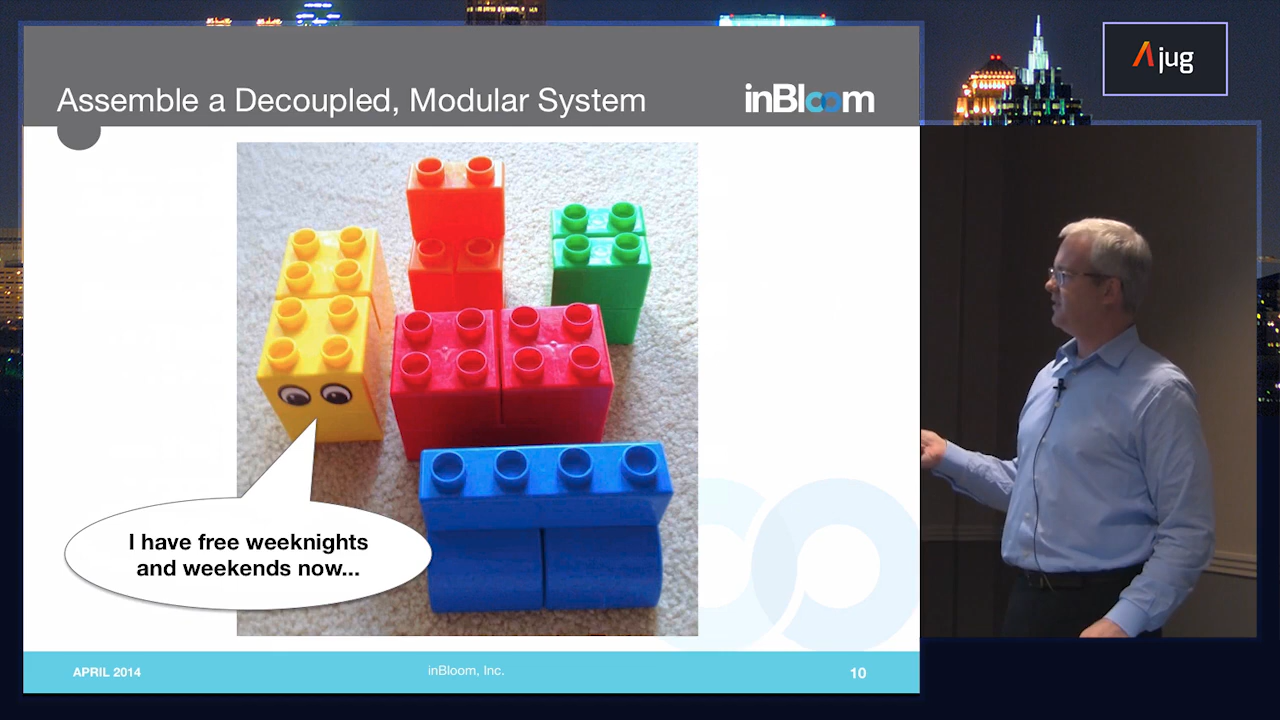 Assemble a Decoupled, Modular System
inBloom
jug
I have free weeknights
and weekends now...
APRIL 2014
inBloom, Inc.
10